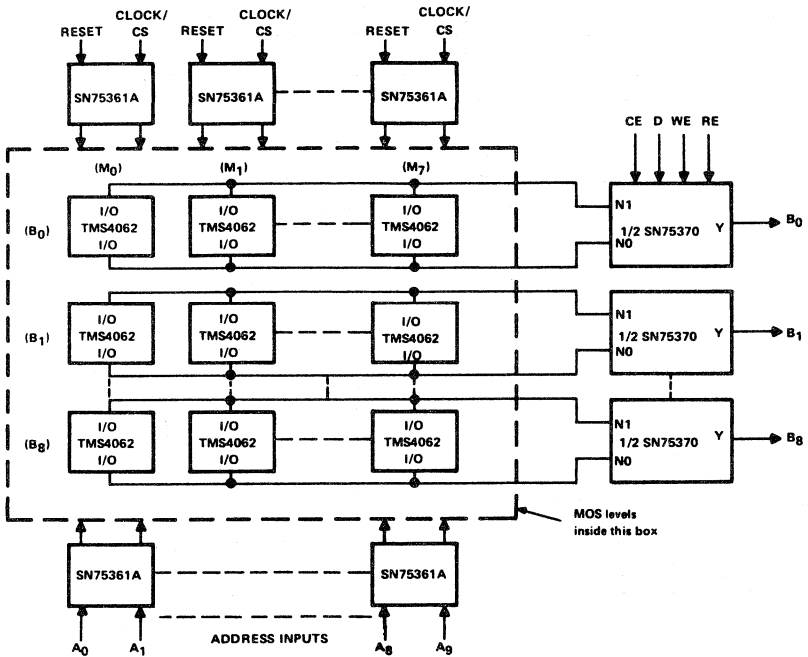 RESET CLOCK/ CS RESET CLOCK/ CS RESET CLOCK/ CS
SN75361A SN75361A SN75361A
CE D WE RE
(M0) (M1) (M7)
(B0) I/O TMS4062 I/O I/O TMS4062 I/O I/O TMS4062 I/O N1 1/2 SN75370 N0 Y B0
(B1) I/O TMS4062 I/O I/O TMS4062 I/O I/O TMS4062 I/O N1 1/2 SN75370 N0 Y B1
(B8) I/O TMS4062 I/O I/O TMS4062 I/O I/O TMS4062 I/O N1 1/2 SN75370 N0 Y B8
MOS levels
inside this box
SN75361A SN75361A
ADDRESS INPUTS
A0 A1 A8 A9